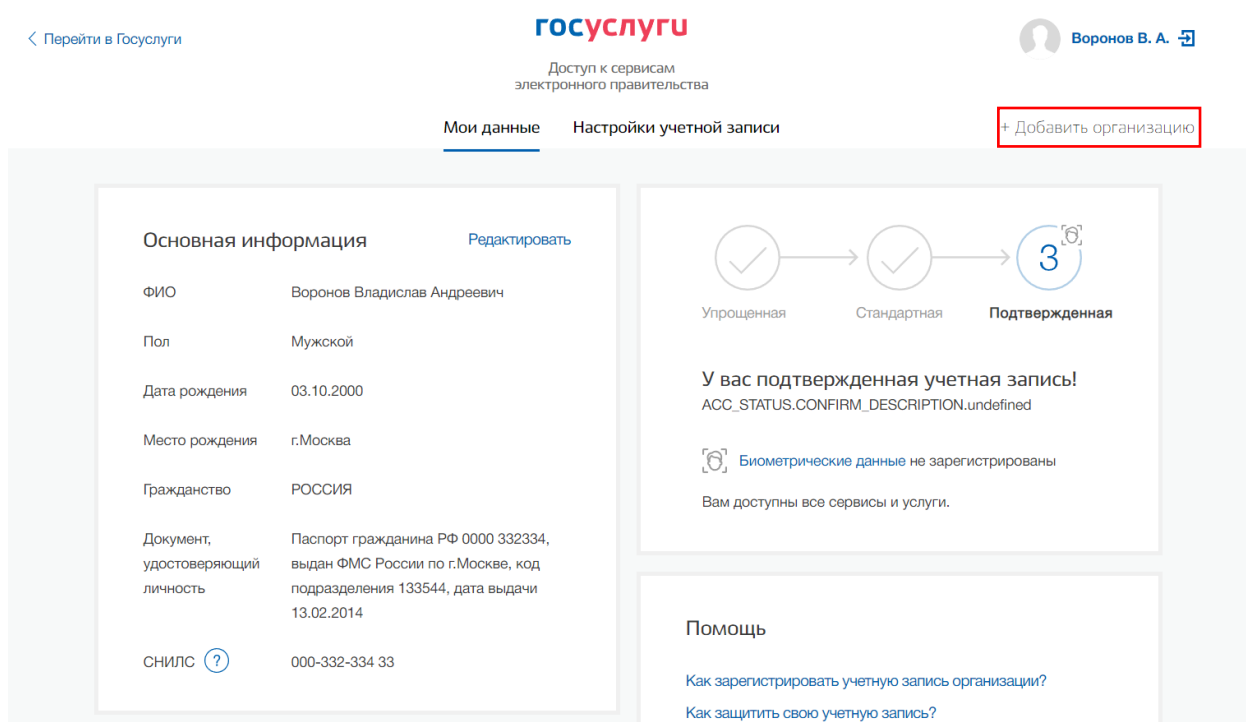 Перейти в Госуслуги
госуслуги
Воронов В. А.
Доступ к сервисам
электронного правительства
Мои данные
Настройки учетной записи
+ Добавить организацию
Основная информация
Редактировать
ФИО
Воронов Владислав Андреевич
Пол
Мужской
Дата рождения
03.10.2000
Место рождения
г.Москва
Гражданство
РОССИЯ
Документ,
удостоверяющий
личность
Паспорт гражданина РФ 0000 332334,
выдан ФМС России по г.Москве, код
подразделения 133544, дата выдачи
13.02.2014
СНИЛС ?
000-332-334 33
3
Упрощенная
Стандартная
Подтвержденная
У вас подтвержденная учетная запись!
ACC_STATUS.CONFIRM_DESCRIPTION.undefined
Биометрические данные не зарегистрированы
Вам доступны все сервисы и услуги.
Помощь
Как зарегистрировать учетную запись организации?
Как защитить свою учетную запись?